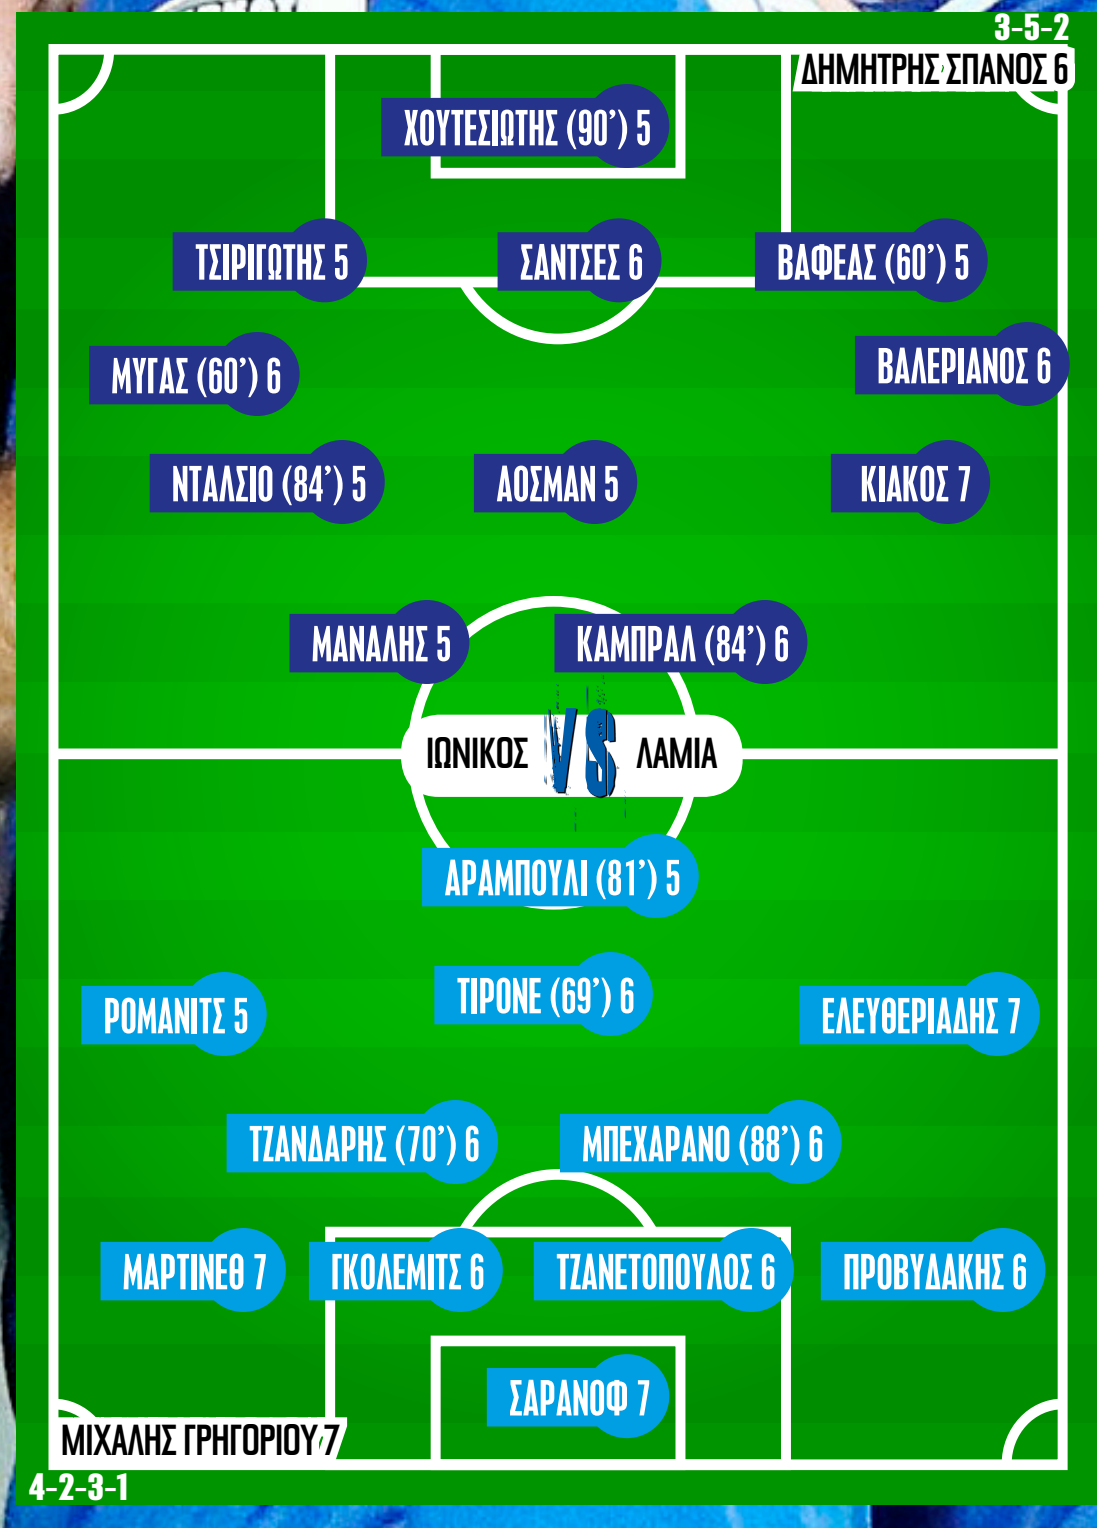 3-5-2
ΔΗΜΗΤΡΗΣ ΣΠΑΝΟΣ 6
ΧΟΥΤΕΣΙΩΤΗΣ (90’) 5
ΤΣΙΡΙΓΩΤΗΣ 5
ΣΑΝΤΣΕΣ 6
ΒΑΦΕΑΣ (60’) 5
ΜΥΓΑΣ (60’) 6
ΒΑΛΕΡΙΑΝΟΣ 6
ΝΤΑΛΣΙΟ (84’) 5
ΑΟΣΜΑΝ 5
ΚΙΑΚΟΣ 7
ΜΑΝΑΛΗΣ 5
ΚΑΜΠΡΑΛ (84’) 6
ΙΩΝΙΚΟΣ VS ΛΑΜΙΑ
ΑΡΑΜΠΟΥΛΙ (81’) 5
ΡΟΜΑΝΙΤΣ 5
ΤΙΡΟΝΕ (69’) 6
ΕΛΕΥΘΕΡΙΑΔΗΣ 7
ΤΖΑΝΔΑΡΗΣ (70’) 6
ΜΠΕΧΑΡΑΝΟ (88’) 6
ΜΑΡΤΙΝΕΘ 7
ΓΚΟΛΕΜΙΤΣ 6
ΤΖΑΝΕΤΟΠΟΥΛΟΣ 6
ΠΡΟΒΥΔΑΚΗΣ 6
ΣΑΡΑΝΟΦ 7
ΜΙΧΑΛΗΣ ΓΡΗΓΟΡΙΟΥ 7
4-2-3-1